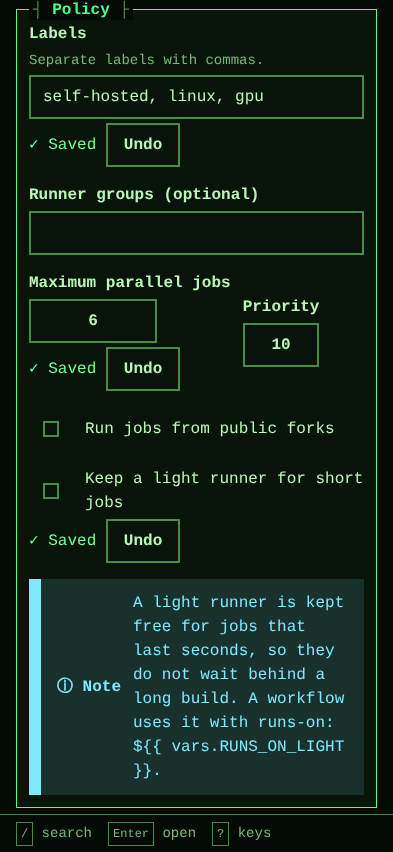 Policy
Labels
Separate labels with commas.
self-hosted, linux, gpu
✓ Saved Undo
Runner groups (optional)
Maximum parallel jobs
Priority
6
10
✓ Saved Undo
Run jobs from public forks
Keep a light runner for short
jobs
✓ Saved Undo
ⓘ Note
A light runner is kept
free for jobs that
last seconds, so they
do not wait behind a
long build. A workflow
uses it with runs-on:
${{ vars.RUNS_ON_LIGHT
}}.
/ search Enter open ? keys